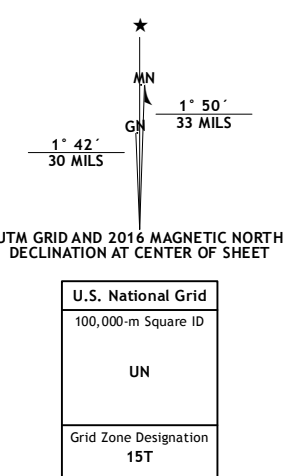 ★
MN
1° 50´
33 MILS
GN
1° 42´
30 MILS
UTM GRID AND 2016 MAGNETIC NORTH
DECLINATION AT CENTER OF SHEET
U.S. National Grid
100,000-m Square ID
UN
Grid Zone Designation
15T